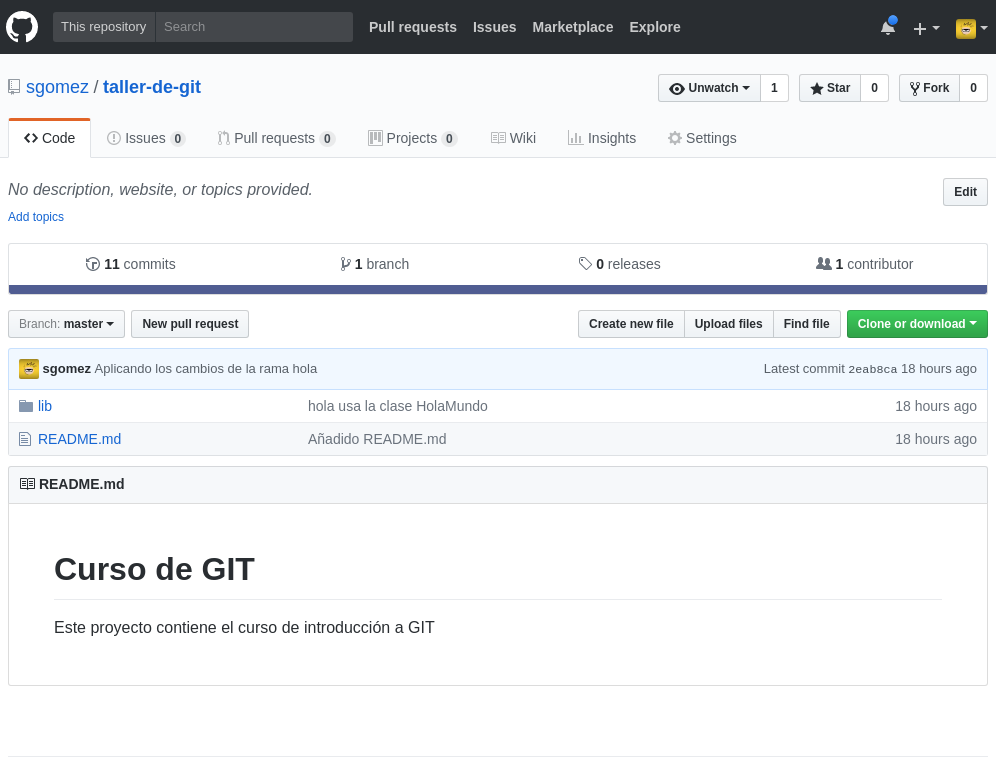 This repository Search Pull requests Issues Marketplace Explore
sgomez / taller-de-git Unwatch 1 Star 0 Fork 0
Code Issues 0 Pull requests 0 Projects 0 Wiki Insights Settings
No description, website, or topics provided. Edit
Add topics
11 commits 1 branch 0 releases 1 contributor
Branch: master New pull request Create new file Upload files Find file Clone or download
sgomez Aplicando los cambios de la rama hola Latest commit 2eab8ca 18 hours ago
lib hola usa la clase HolaMundo 18 hours ago
README.md Añadido README.md 18 hours ago
README.md
Curso de GIT
Este proyecto contiene el curso de introducción a GIT